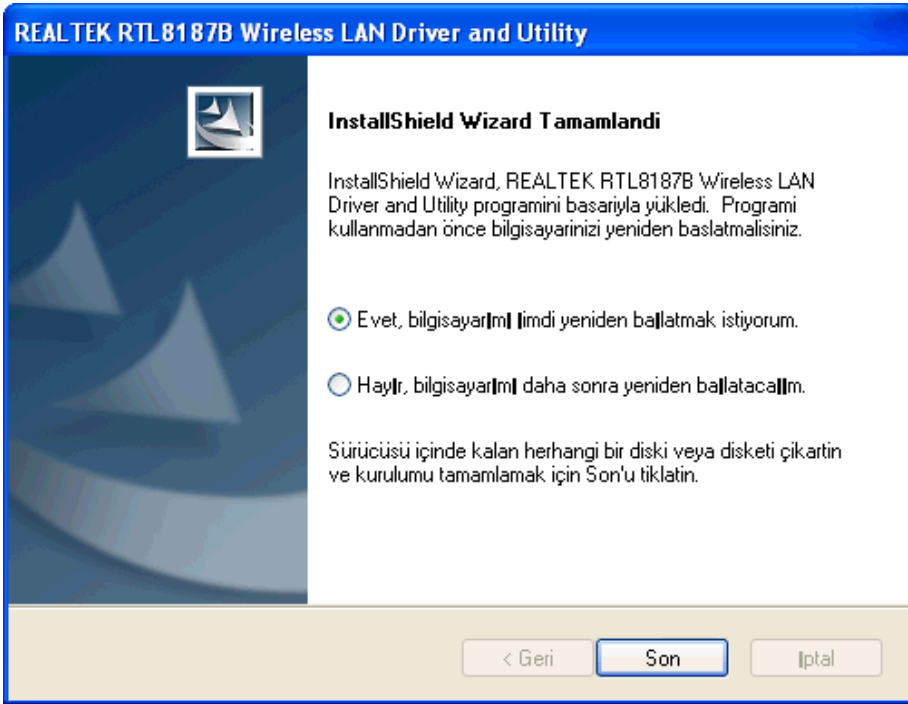 REALTEK RTL8187B Wireless LAN Driver and Utility
InstallShield Wizard Tamamlandi
InstallShield Wizard, REALTEK RTL8187B Wireless LAN
Driver and Utility programini basariyla yükledi. Programi
kullanmadan önce bilgisayarinizi yeniden baslatmalisiniz.
Evet, bilgisayar|m| |imdi yeniden ba|latmak istiyorum.
Hay|r, bilgisayar|m| daha sonra yeniden ba|lataca||m.
Sürücüsü içinde kalan herhangi bir diski veya disketi çikartin
ve kurulumu tamamlamak için Son'u tiklatin.
< Geri
Son
|ptal